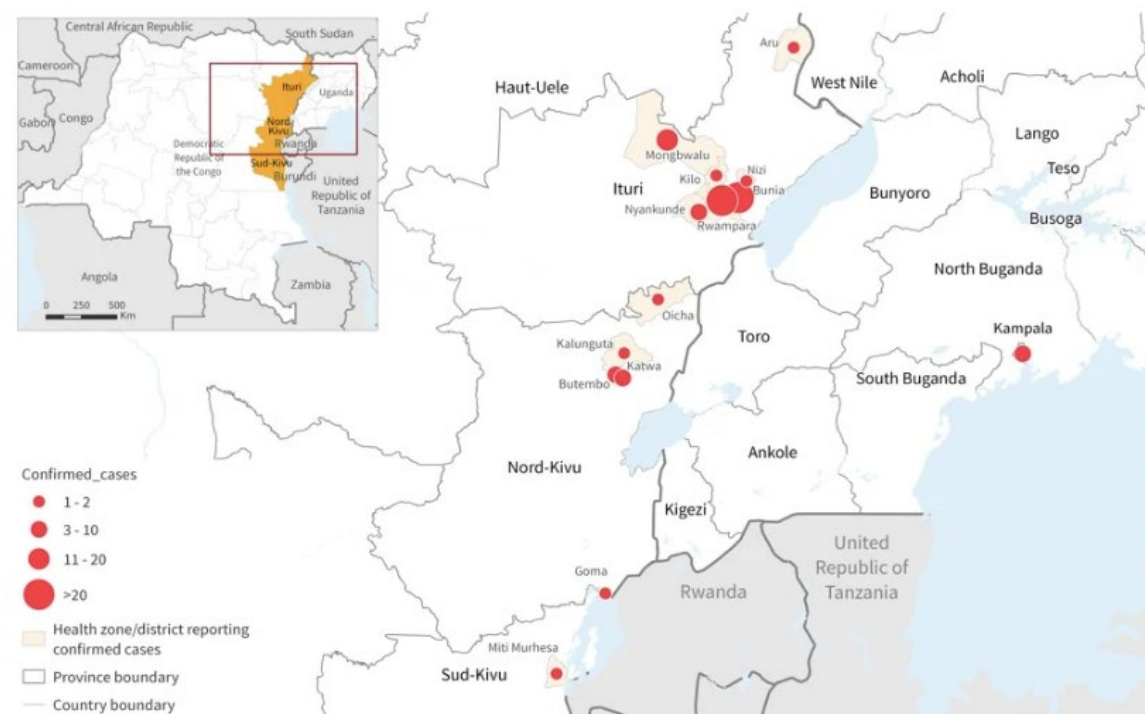 Central African Republic
South Sudan
Cameroon
Ituri
Uganda
Gabon
Congo
Nord
Kivu
Democratic
Republic of
the Congo
Rwanda
Sud-Kivu
Burundi
United
Republic of
Tanzania
Angola
Zambia
0 250 500
Km
Aru
West Nile
Acholi
Haut-Uele
Lango
Teso
Mongbwalu
Nizi
Kilo
Bunia
Ituri
Nyankunde
Rwampara
Bunyoro
Busoga
North Buganda
Oicha
Toro
Kampala
Kalunguta
Katwa
Butembo
South Buganda
Ankole
Nord-Kivu
Kigezi
United
Republic of
Tanzania
Goma
Rwanda
Miti Murhesa
Sud-Kivu
Confirmed_cases
1 - 2
3 - 10
11 - 20
>20
Health zone/district reporting
confirmed cases
Province boundary
Country boundary